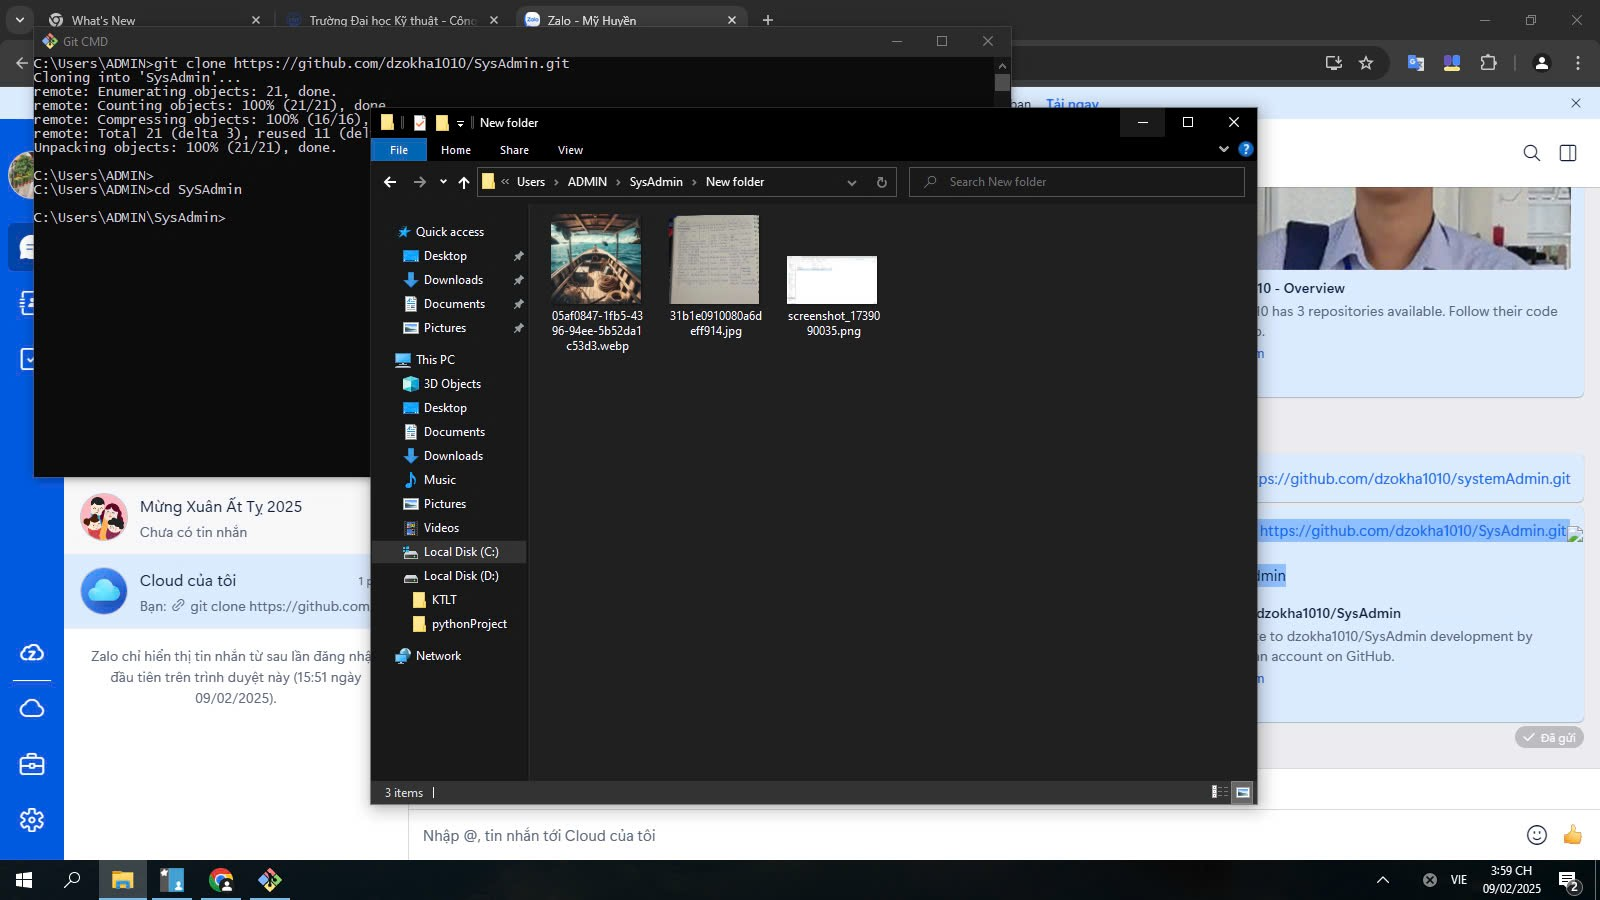 What's New
Trường Đại học Kỹ thuật - Công
Zalo - Mỹ Huyền
Git CMD
C:\Users\ADMIN>git clone https://github.com/dzokha1010/SysAdmin.git
Cloning into 'SysAdmin'...
remote: Enumerating objects: 21, done.
remote: Counting objects: 100% (21/21), done.
remote: Compressing objects: 100% (16/16),
remote: Total 21 (delta 3), reused 11 (del
Unpacking objects: 100% (21/21), done.
C:\Users\ADMIN>
C:\Users\ADMIN>cd SySAdmin
C:\Users\ADMIN\SysAdmin>
Tải ngay
New folder
File
Home
Share
View
« Users > ADMIN > SysAdmin > New folder
Search New folder
Quick access
Desktop
Downloads
Documents
Pictures
This PC
3D Objects
Desktop
Documents
Downloads
Music
Pictures
Videos
Local Disk (C:)
Local Disk (D:)
KTLT
pythonProject
Network
05af0847-1fb5-43
96-94ee-5b52da1
c53d3.webp
31b1e0910080a6d
eff914.jpg
screenshot_17390
90035.png
3 items
10 - Overview
10 has 3 repositories available. Follow their code
ps://github.com/dzokha1010/systemAdmin.git
https://github.com/dzokha1010/SysAdmin.git
dmin
dzokha1010/SysAdmin
te to dzokha1010/SysAdmin development by
an account on GitHub.
Đã gửi
Mừng Xuân Ất Tỵ 2025
Chưa có tin nhắn
Cloud của tôi
1 p
Bạn: git clone https://github.com
Zalo chỉ hiển thị tin nhắn từ sau lần đăng nhậ
đầu tiên trên trình duyệt này (15:51 ngày
09/02/2025).
Nhập @, tin nhắn tới Cloud của tôi
VIE
3:59 CH
09/02/2025
2